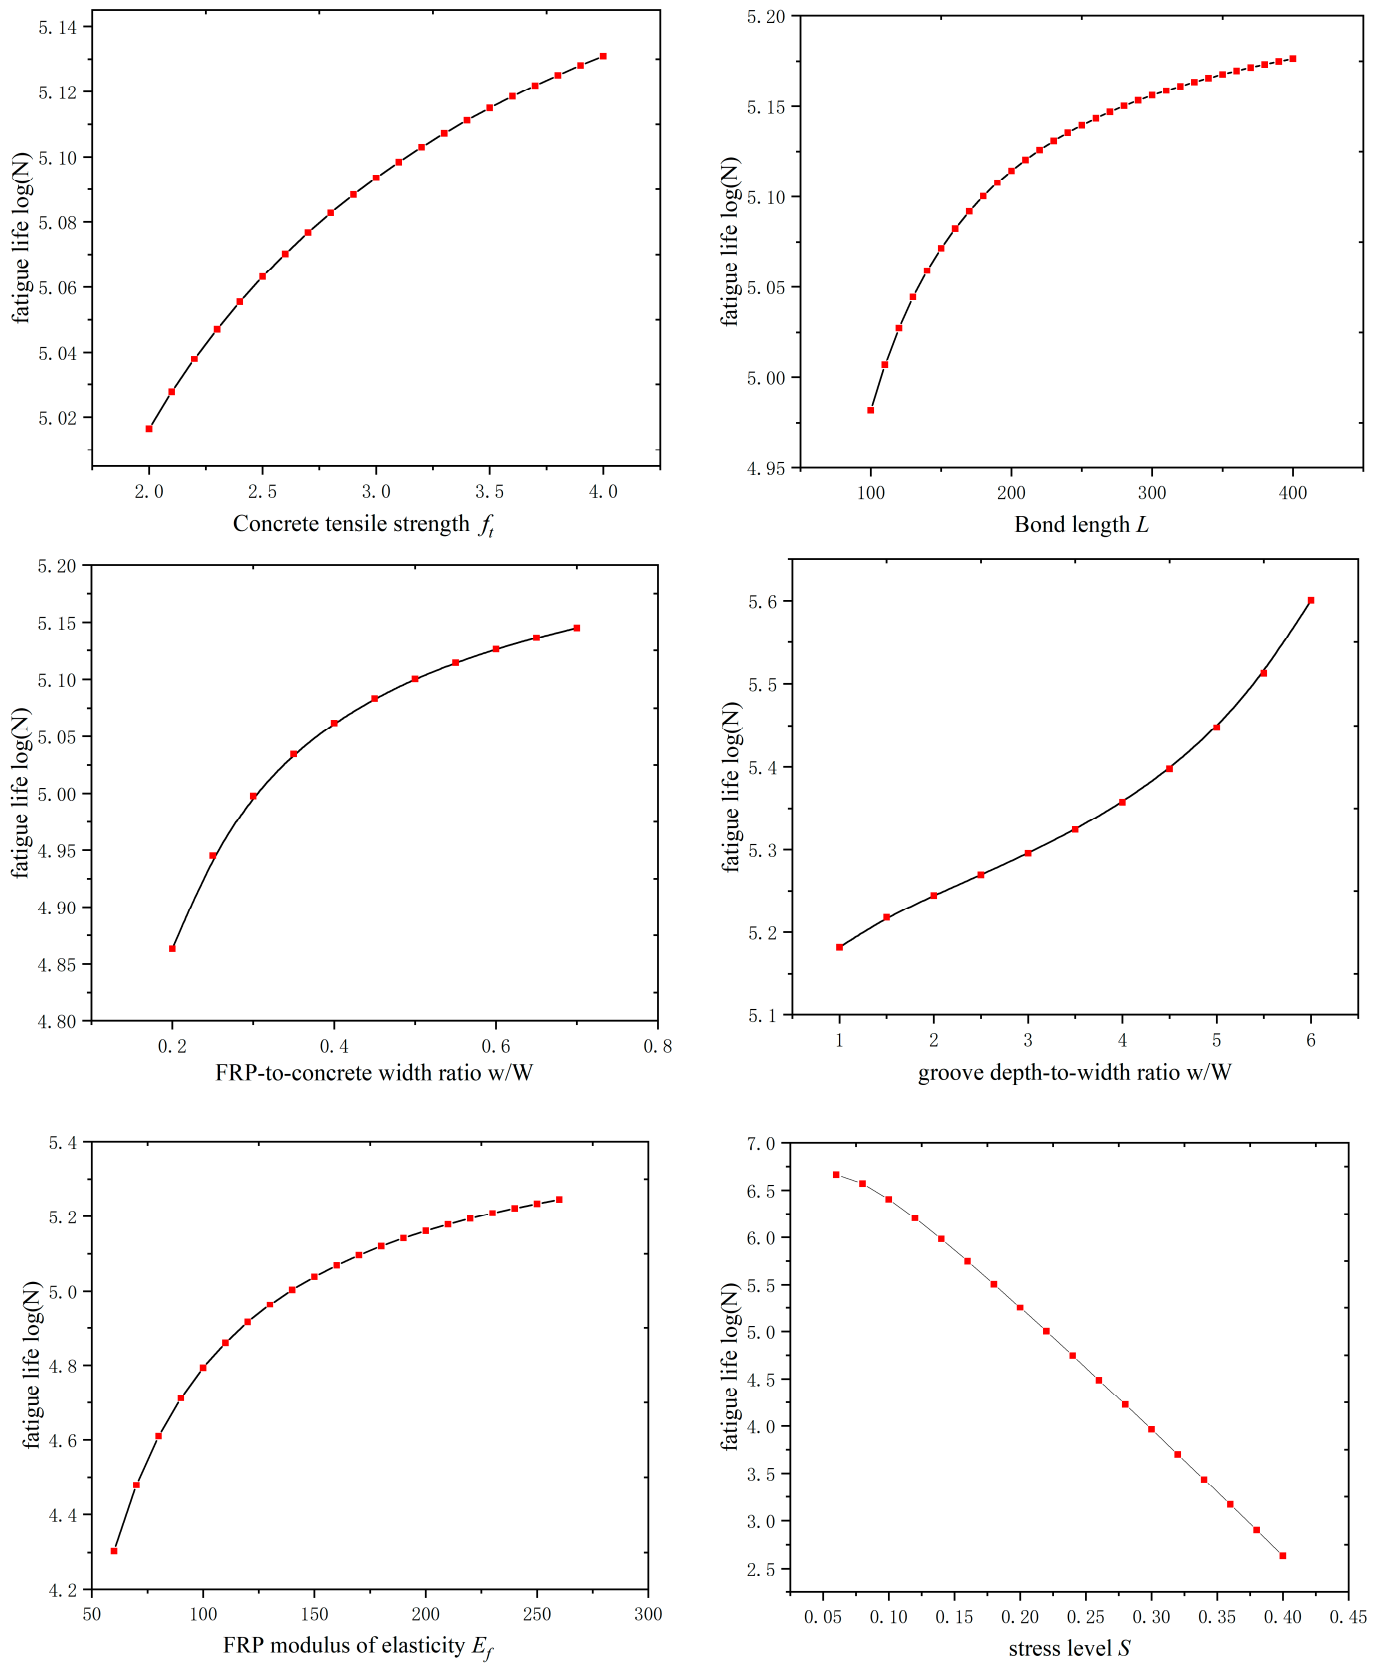 5.14
5.12
5.10
5.08
5.06
5.04
5.02
fatigue life log(N)
2.0 2.5 3.0 3.5 4.0
Concrete tensile strength ft
5.20
5.15
5.10
5.05
5.00
4.95
fatigue life log(N)
100 200 300 400
Bond length L
5.20
5.15
5.10
5.05
5.00
4.95
4.90
4.85
4.80
fatigue life log(N)
0.2 0.4 0.6 0.8
FRP-to-concrete width ratio w/W
5.6
5.5
5.4
5.3
5.2
5.1
fatigue life log(N)
1 2 3 4 5 6
groove depth-to-width ratio w/W
5.4
5.2
5.0
4.8
4.6
4.4
4.2
fatigue life log(N)
50 100 150 200 250 300
FRP modulus of elasticity Ef
7.0
6.5
6.0
5.5
5.0
4.5
4.0
3.5
3.0
2.5
fatigue life log(N)
0.05 0.10 0.15 0.20 0.25 0.30 0.35 0.40 0.45
stress level S